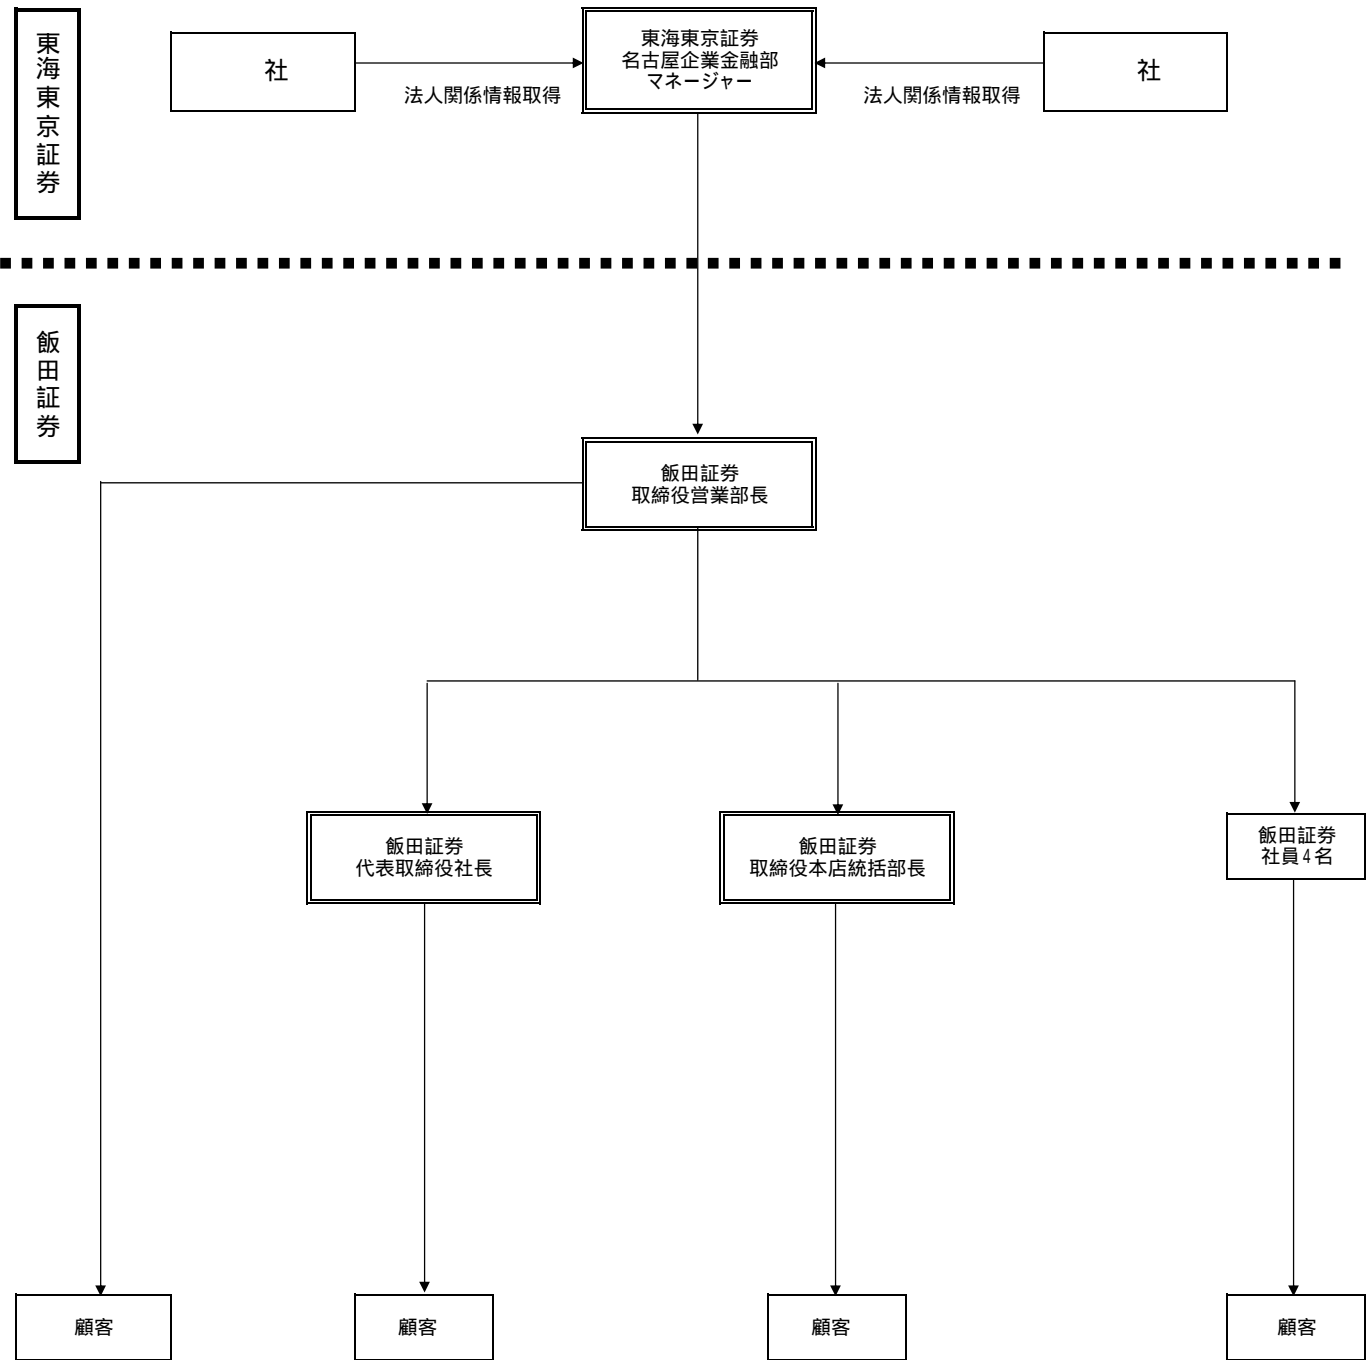 東海東京証券
社
東海東京証券
名古屋企業金融部
マネージャー
社
法人関係情報取得
法人関係情報取得
飯田証券
飯田証券
取締役営業部長
飯田証券
代表取締役社長
飯田証券
取締役本店統括部長
飯田証券
社員4名
顧客
顧客
顧客
顧客